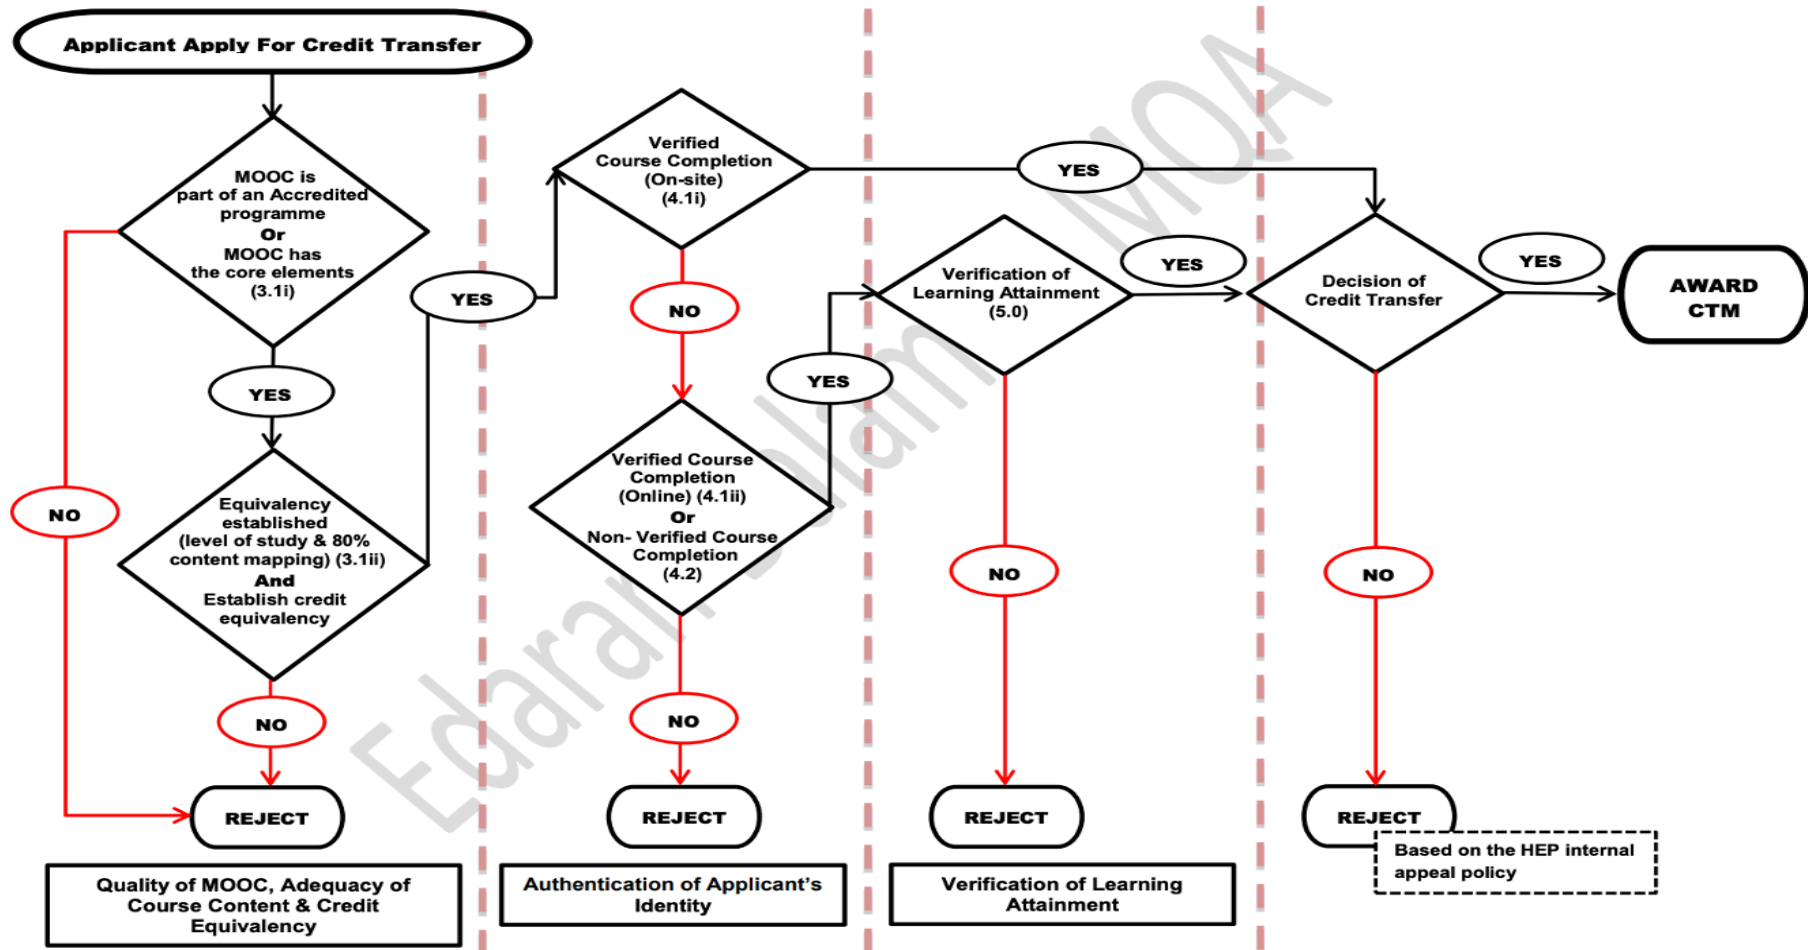 Applicant Apply For Credit Transfer
MOOC is
part of an Accredited
programme
Or
MOOC has
the core elements
(3.1i)
NO
YES
Equivalency
established
(level of study & 80%
content mapping) (3.1ii)
And
Establish credit
equivalency
NO
REJECT
Quality of MOOC, Adequacy of
Course Content & Credit
Equivalency
YES
Verified
Course Completion
(On-site)
(4.1i)
NO
Verified Course
Completion
(Online) (4.1ii)
Or
Non- Verified Course
Completion
(4.2)
NO
REJECT
Authentication of Applicant's
Identity
YES
YES
Verification of
Learning Attainment
(5.0)
NO
REJECT
Verification of Learning
Attainment
YES
Decision of
Credit Transfer
NO
REJECT
Based on the HEP internal
appeal policy
YES
AWARD
CTM
Edaran MQA